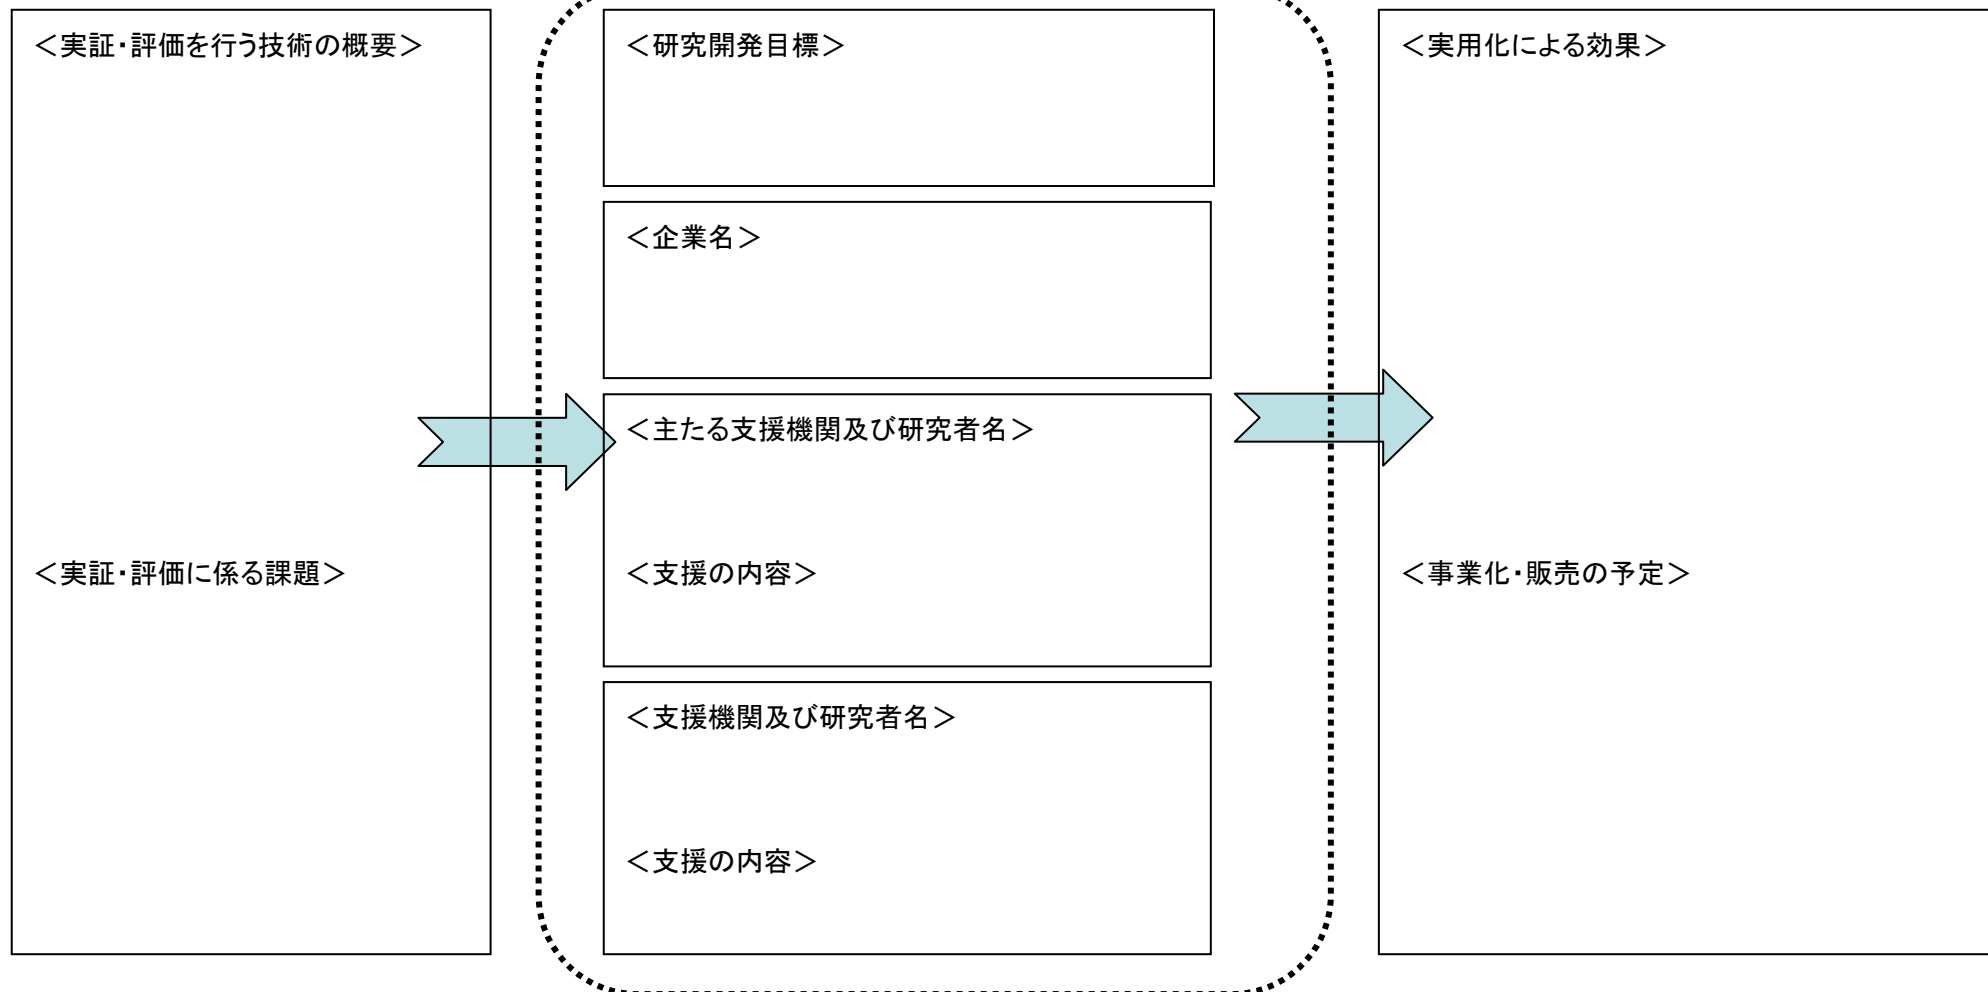 ＜実証・評価を行う技術の概要＞
＜実証・評価に係る課題＞
＜研究開発目標＞
＜企業名＞
＜主たる支援機関及び研究者名＞
＜支援の内容＞
＜支援機関及び研究者名＞
＜支援の内容＞
＜実用化による効果＞
＜事業化・販売の予定＞